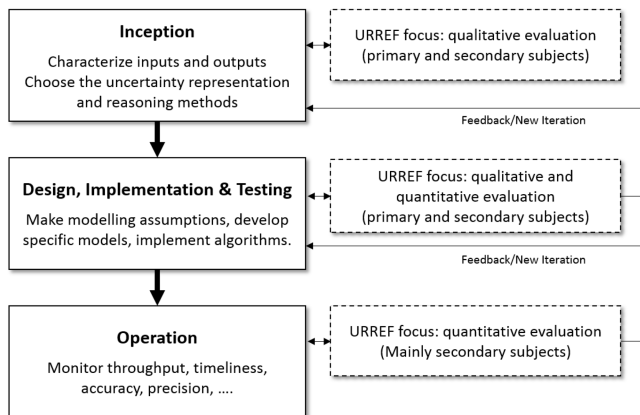 Inception
Characterize inputs and outputs
Choose the uncertainty representation
and reasoning methods
URREF focus: qualitative evaluation
(primary and secondary subjects)
Feedback/New Iteration
Design, Implementation & Testing
Make modelling assumptions, develop
specific models, implement algorithms.
URREF focus: qualitative and
quantitative evaluation
(primary and secondary subjects)
Feedback/New Iteration
Operation
Monitor throughput, timeliness,
accuracy, precision, ....
URREF focus: quantitative evaluation
(Mainly secondary subjects)